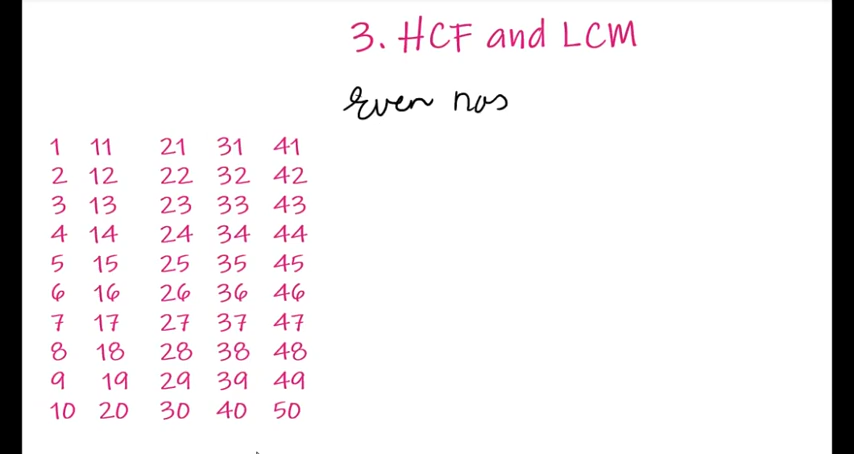 3. HCF and LCM
Even nos
1 11 21 31 41
2 12 22 32 42
3 13 23 33 43
4 14 24 34 44
5 15 25 35 45
6 16 26 36 46
7 17 27 37 47
8 18 28 38 48
9 19 29 39 49
10 20 30 40 50